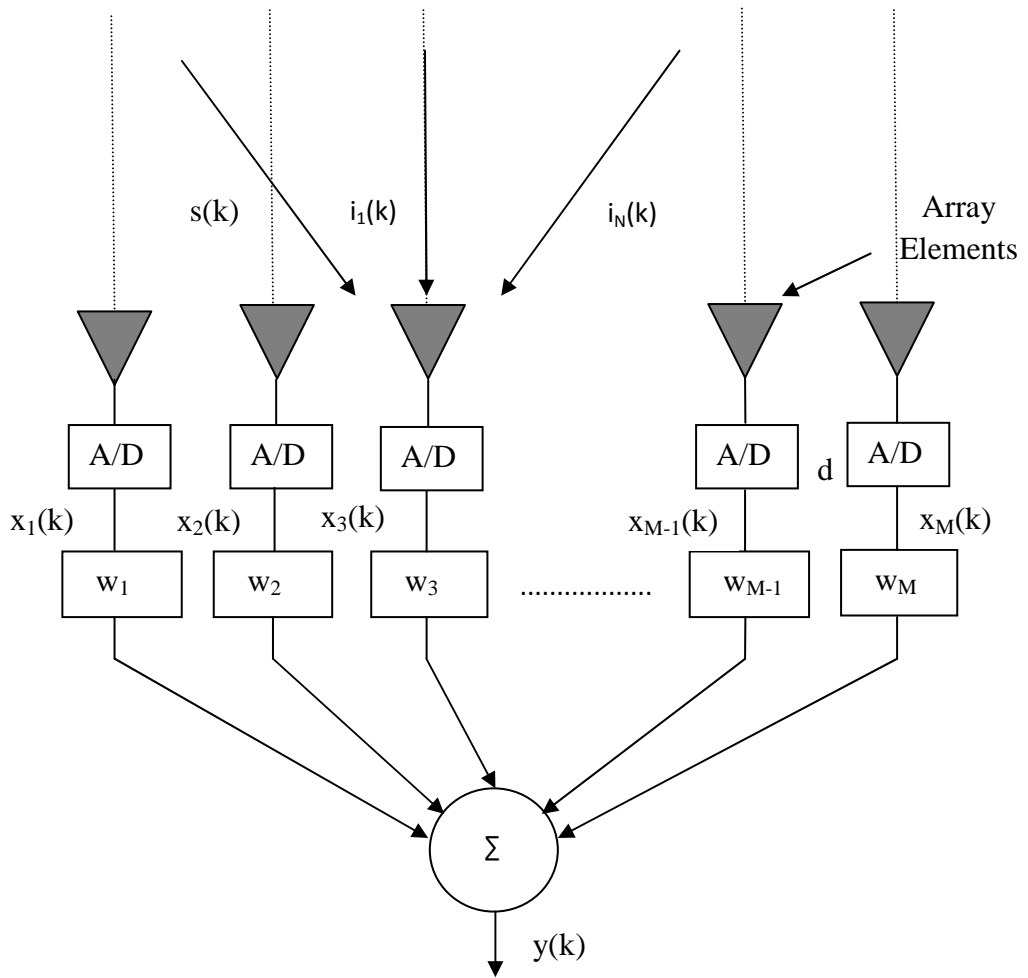 s(k)
i₁(k)
i_N(k)
Array
Elements
A/D
A/D
A/D
A/D
d
A/D
x₁(k)
x₂(k)
x₃(k)
x_{M-1}(k)
x_M(k)
w₁
w₂
w₃
..................
w_{M-1}
w_M
Σ
y(k)